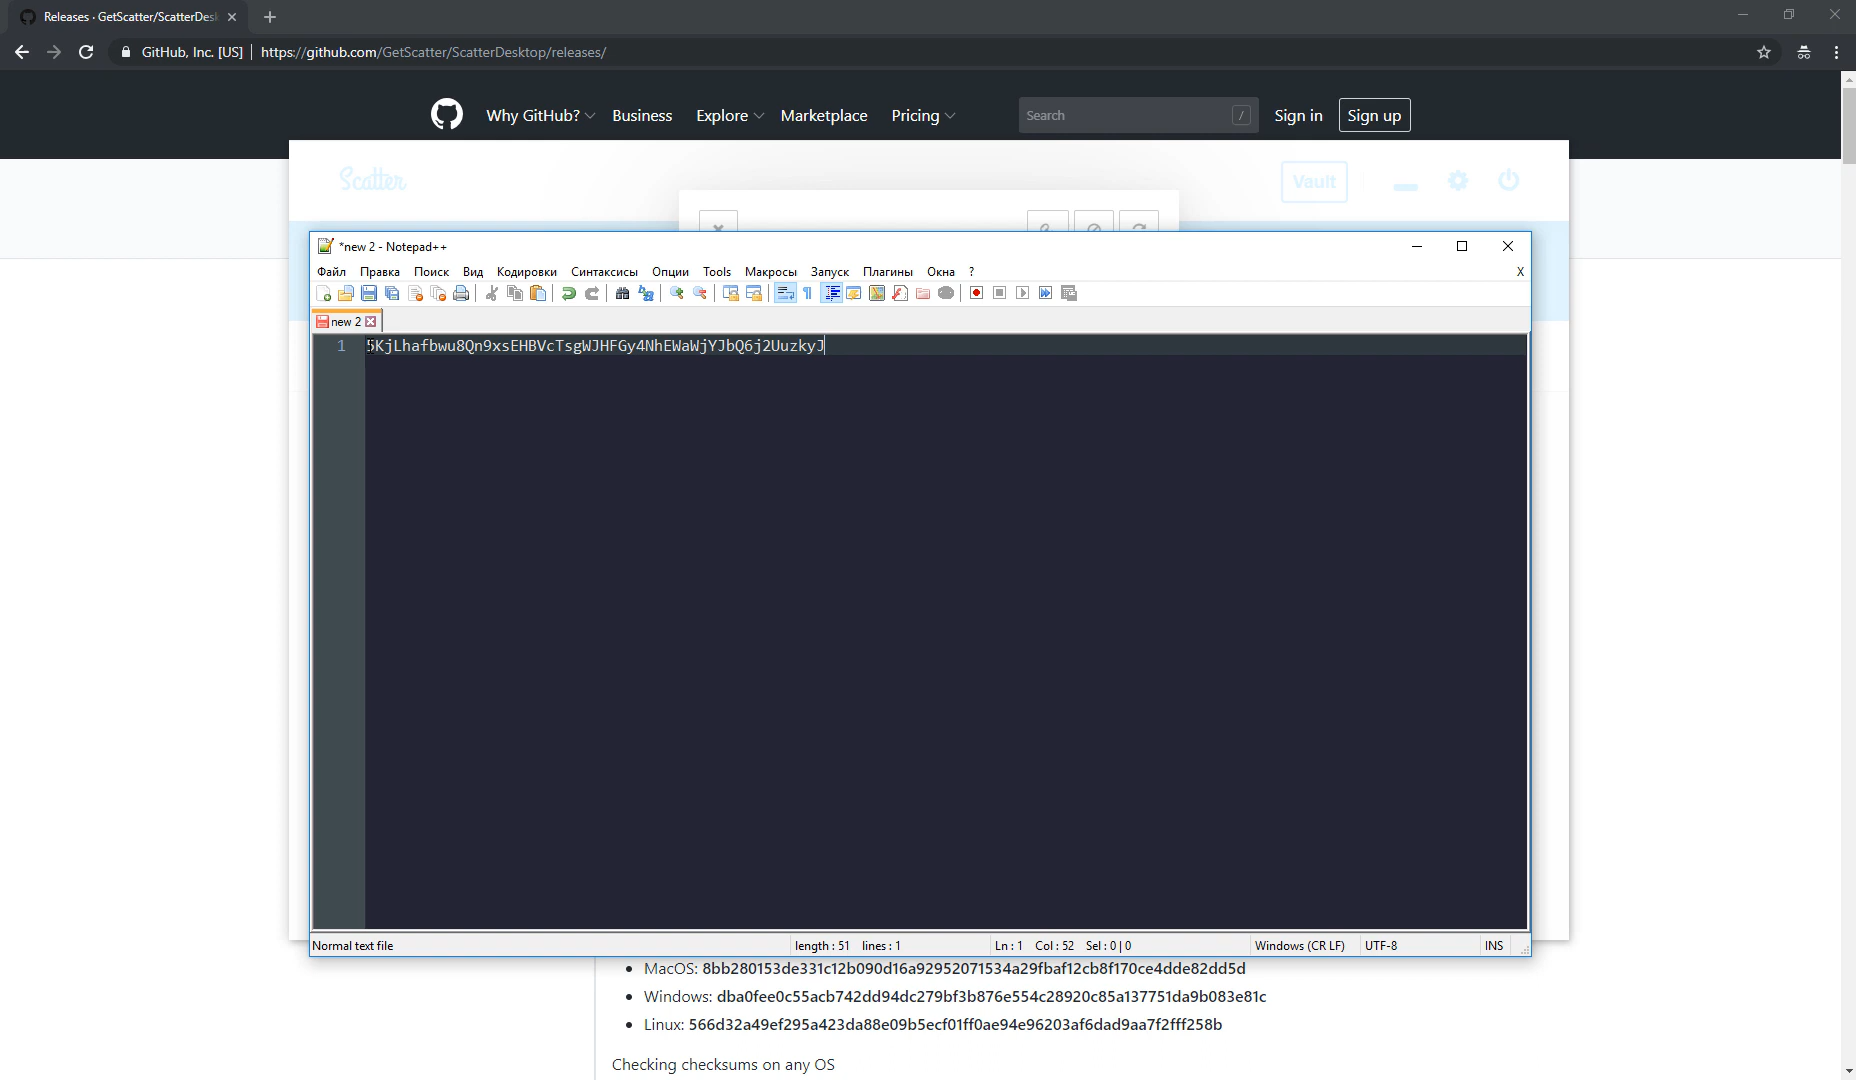 Releases · GetScatter/ScatterDesk
GitHub, Inc. [US] https://github.com/GetScatter/ScatterDesktop/releases/
Why GitHub? Business Explore Marketplace Pricing Search / Sign in Sign up
Scatter Vault
*new 2 - Notepad++
Файл Правка Поиск Вид Кодировки Синтаксисы Опции Tools Макросы Запуск Плагины Окна ? X
new 2
1 5KjLhafbwu8Qn9xsEHBVcTsgWJHFGy4NhEWaWjYJbQ6j2UuzkyJ
Normal text file length : 51 lines : 1 Ln : 1 Col : 52 Sel : 0 | 0 Windows (CR LF) UTF-8 INS
• MacOS: 8bb280153de331c12b090d16a92952071534a29fbaf12cb8f170ce4dde82dd5d
• Windows: dba0fee0c55acb742dd94dc279bf3b876e554c28920c85a137751da9b083e81c
• Linux: 566d32a49ef295a423da88e09b5ecf01ff0ae94e96203af6dad9aa7f2fff258b
Checking checksums on any OS